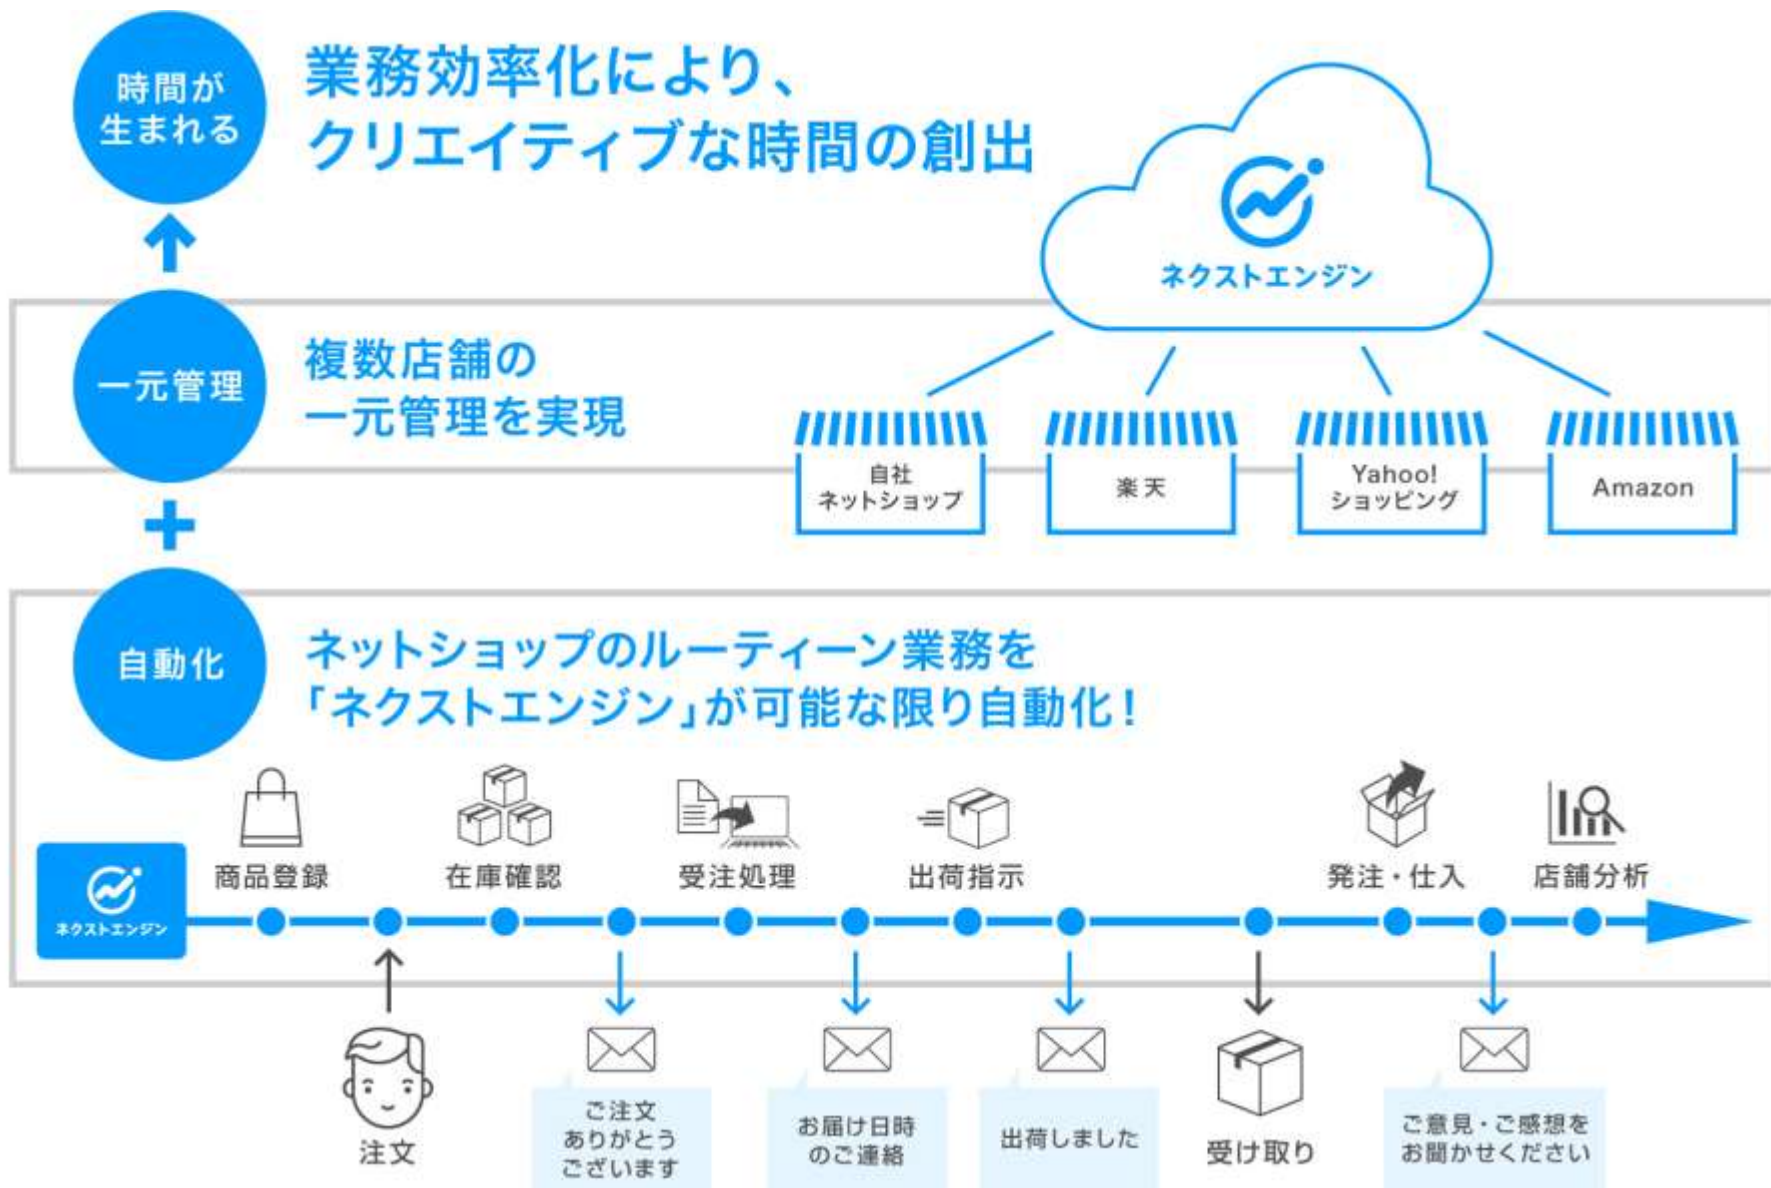 時間が
生まれる
業務効率化により、
クリエイティブな時間の創出
ネクストエンジン
一元管理
複数店舗の
一元管理を実現
自社
ネットショップ
楽天
Yahoo!
ショッピング
Amazon
自動化
ネットショップのルーティーン業務を
「ネクストエンジン」が可能な限り自動化！
ネクストエンジン
商品登録
在庫確認
受注処理
出荷指示
発注・仕入
店舗分析
注文
ご注文
ありがとう
ございます
お届け日時
のご連絡
出荷しました
受け取り
ご意見・ご感想を
お聞かせください